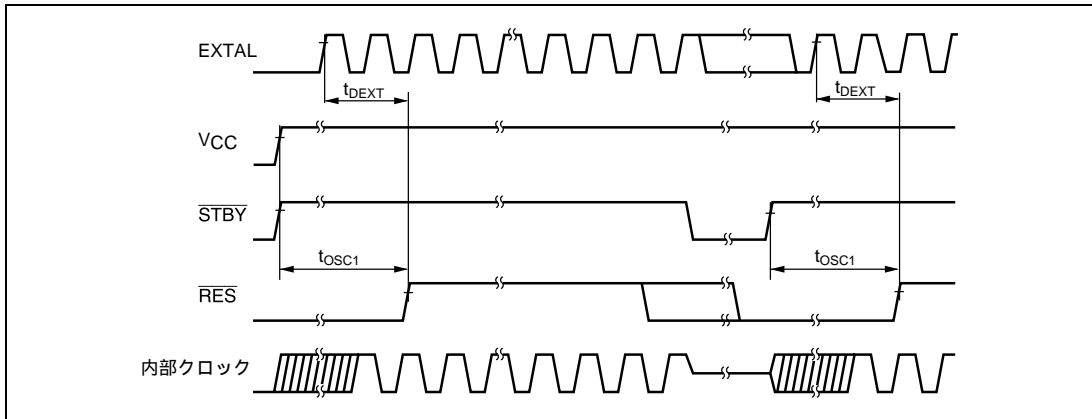 EXTAL
tDEXT
tDEXT
VCC
STBY
tOSC1
tOSC1
RES
内部クロック